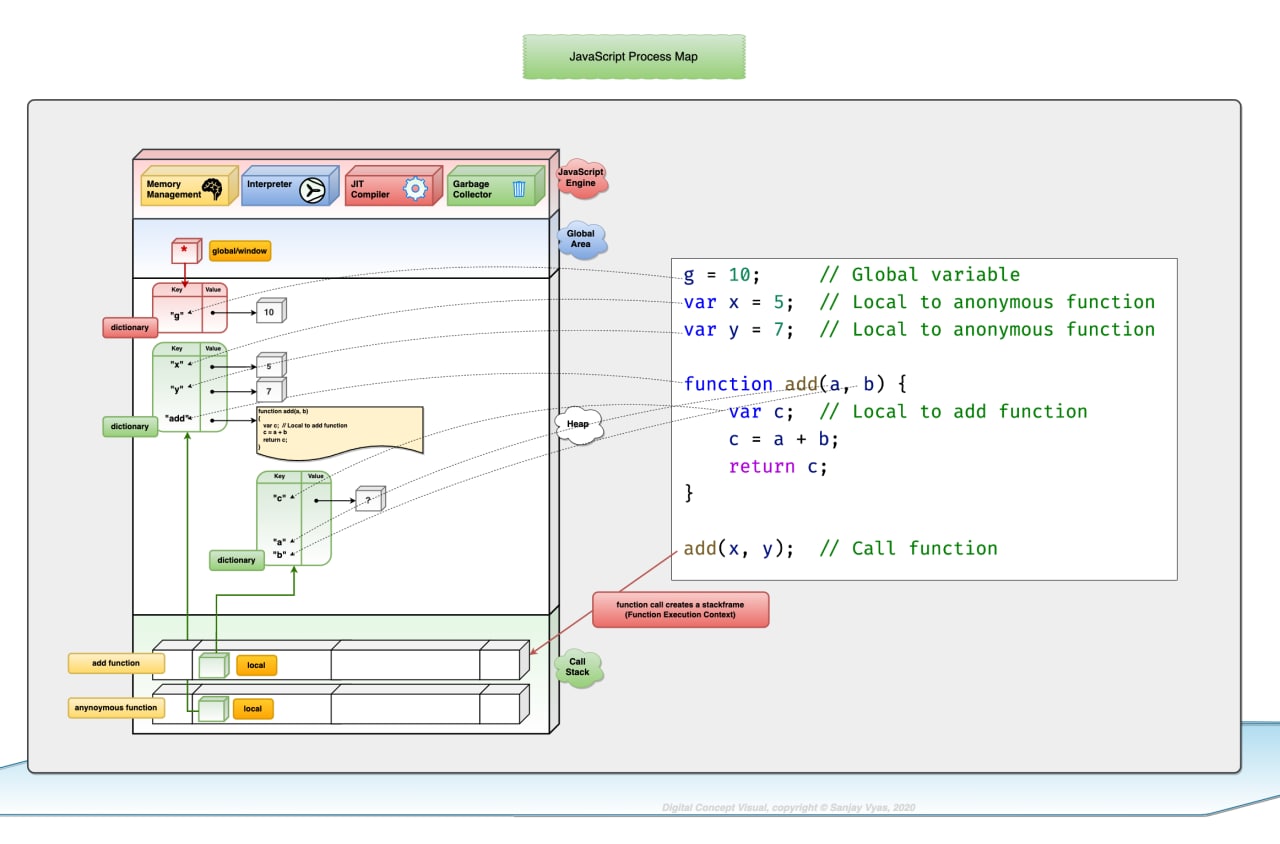 JavaScript Process Map
Memory
Management
Interpreter
JIT
Compiler
Garbage
Collector
JavaScript
Engine
*
global/window
Global
Area
Key
Value
"g"
10
dictionary
Key
Value
"x"
5
"y"
7
"add"
dictionary
function add(a, b)
{
var c;  // Local to add function
c = a + b
return c;
}
Heap
Key
Value
"c"
?
"a"
"b"
dictionary
g = 10;     // Global variable
var x = 5;  // Local to anonymous function
var y = 7;  // Local to anonymous function
function add(a, b) {
var c;  // Local to add function
c = a + b;
return c;
}
add(x, y);  // Call function
function call creates a stackframe
(Function Execution Context)
add function
local
Call
Stack
anynoymous function
local
Digital Concept Visual, copyright © Sanjay Vyas, 2020